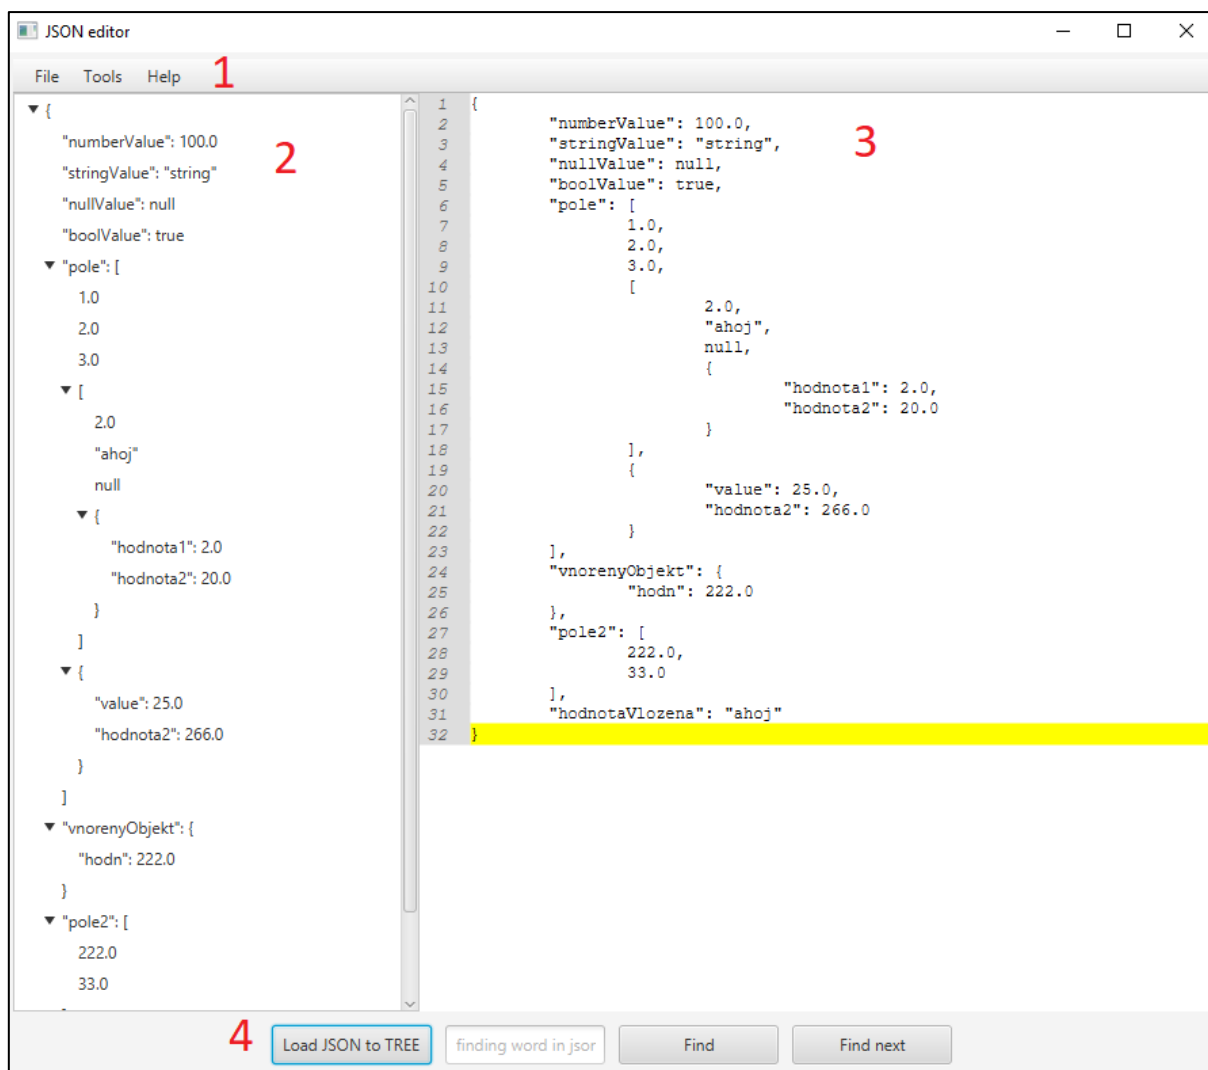 JSON editor
File Tools Help 1
{
"numberValue": 100.0
2
"stringValue": "string"
"nullValue": null
"boolValue": true
"pole": [
1.0
2.0
3.0
[
2.0
"ahoj"
null
{
"hodnota1": 2.0
"hodnota2": 20.0
}
]
{
"value": 25.0
"hodnota2": 266.0
}
]
"vnorenyObjekt": {
"hodn": 222.0
}
"pole2": [
222.0
33.0
3
1 {
2 "numberValue": 100.0,
3 "stringValue": "string",
4 "nullValue": null,
5 "boolValue": true,
6 "pole": [
7 1.0,
8 2.0,
9 3.0,
10 [
11 2.0,
12 "ahoj",
13 null,
14 {
15 "hodnota1": 2.0,
16 "hodnota2": 20.0
17 }
18 ],
19 {
20 "value": 25.0,
21 "hodnota2": 266.0
22 }
23 ],
24 "vnorenyObjekt": {
25 "hodn": 222.0
26 },
27 "pole2": [
28 222.0,
29 33.0
30 ],
31 "hodnotaVlozena": "ahoj"
32 }
4 Load JSON to TREE finding word in jsor Find Find next